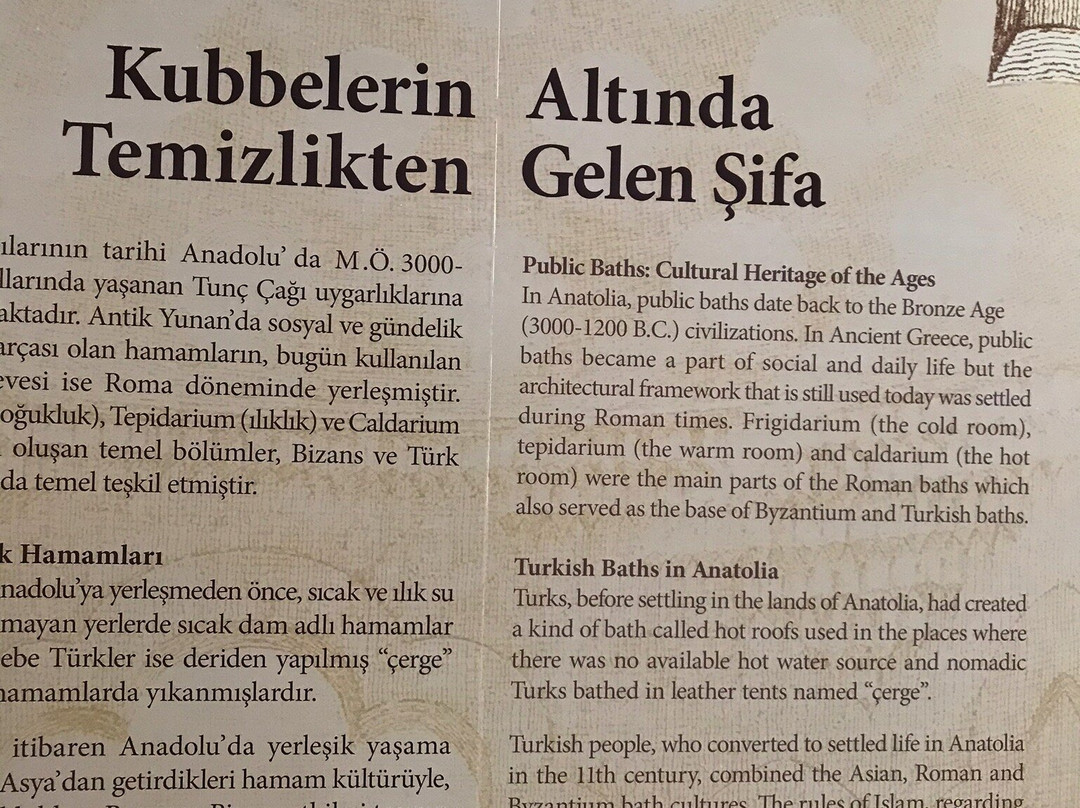 Kubbelerin Altında
Temizlikten Gelen Şifa
ılarının tarihi Anadolu' da M.Ö. 3000-
llarında yaşanan Tunç Çağı uygarlıklarına
aktadır. Antik Yunan'da sosyal ve gündelik
arçası olan hamamların, bugün kullanılan
evesi ise Roma döneminde yerleşmiştir.
oğukluk), Tepidarium (ılıklık) ve Caldarium
oluşan temel bölümler, Bizans ve Türk
da temel teşkil etmiştir.
k Hamamları
nadolu'ya yerleşmeden önce, sıcak ve ılık su
mayan yerlerde sıcak dam adlı hamamlar
ebe Türkler ise deriden yapılmış "çerge"
hamamlarda yıkanmışlardır.
itibaren Anadolu'da yerleşik yaşama
Asya'dan getirdikleri hamam kültürüyle,
Public Baths: Cultural Heritage of the Ages
In Anatolia, public baths date back to the Bronze Age
(3000-1200 B.C.) civilizations. In Ancient Greece, public
baths became a part of social and daily life but the
architectural framework that is still used today was settled
during Roman times. Frigidarium (the cold room),
tepidarium (the warm room) and caldarium (the hot
room) were the main parts of the Roman baths which
also served as the base of Byzantium and Turkish baths.
Turkish Baths in Anatolia
Turks, before settling in the lands of Anatolia, had created
a kind of bath called hot roofs used in the places where
there was no available hot water source and nomadic
Turks bathed in leather tents named "çerge".
Turkish people, who converted to settled life in Anatolia
in the 11th century, combined the Asian, Roman and
Byzantium bath cultures. The rules of Islam, regarding